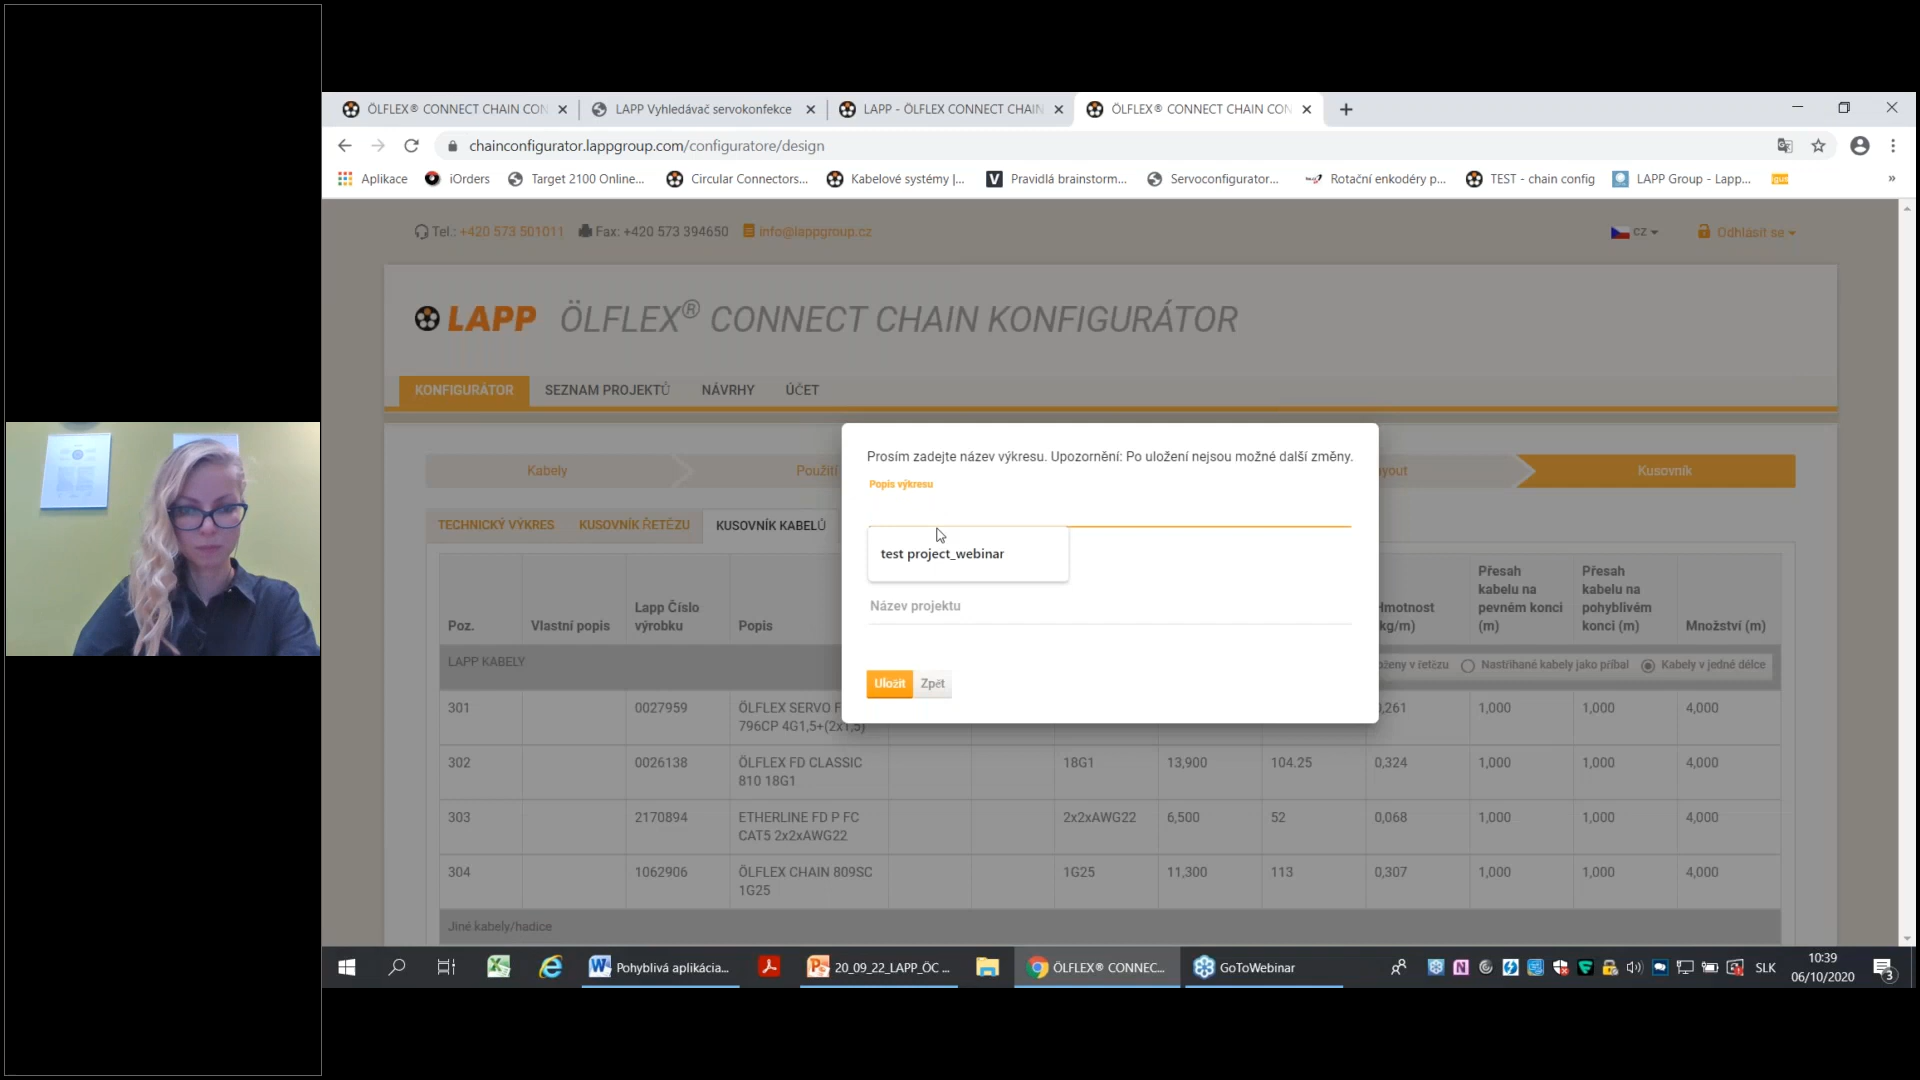 ÖLFLEX® CONNECT CHAIN CON
LAPP Vyhledávač servokonfekce
LAPP - ÖLFLEX CONNECT CHAIN
ÖLFLEX® CONNECT CHAIN CON
chainconfigurator.lappgroup.com/configuratore/design
Aplikace
iOrders
Target 2100 Online...
Circular Connectors...
Kabelové systémy |...
Pravidlá brainstorm...
Servoconfigurator...
Rotační enkodéry p...
TEST - chain config
LAPP Group - Lapp...
igus
»
Tel.: +420 573 501011
Fax: +420 573 394650
info@lappgroup.cz
CZ
Odhlásit se
LAPP
ÖLFLEX® CONNECT CHAIN KONFIGURÁTOR
KONFIGURÁTOR
SEZNAM PROJEKTŮ
NÁVRHY
ÚČET
Kabely
Použití
yout
Kusovník
TECHNICKÝ VÝKRES
KUSOVNÍK ŘETĚZU
KUSOVNÍK KABELŮ
Prosím zadejte název výkresu. Upozornění: Po uložení nejsou možné další změny.
Popis výkresu
test project_webinar
Název projektu
Uložit
Zpět
Poz.
Vlastní popis
Lapp Číslo
výrobku
Popis
Hmotnost
kg/m)
Přesah
kabelu na
pevném konci
(m)
Přesah
kabelu na
pohyblivém
konci (m)
Množství (m)
LAPP KABELY
oženy v řetězu
Nastříhané kabely jako příbal
Kabely v jedné délce
301
0027959
ÖLFLEX SERVO F
796CP 4G1,5+(2x1,5)
,261
1,000
1,000
4,000
302
0026138
ÖLFLEX FD CLASSIC
810 18G1
18G1
13,900
104.25
0,324
1,000
1,000
4,000
303
2170894
ETHERLINE FD P FC
CAT5 2x2xAWG22
2x2xAWG22
6,500
52
0,068
1,000
1,000
4,000
304
1062906
ÖLFLEX CHAIN 809SC
1G25
1G25
11,300
113
0,307
1,000
1,000
4,000
Jiné kabely/hadice
Pohyblivá aplikácia...
20_09_22_LAPP_ÖC ...
ÖLFLEX® CONNEC...
GoToWebinar
SLK
10:39
06/10/2020
3